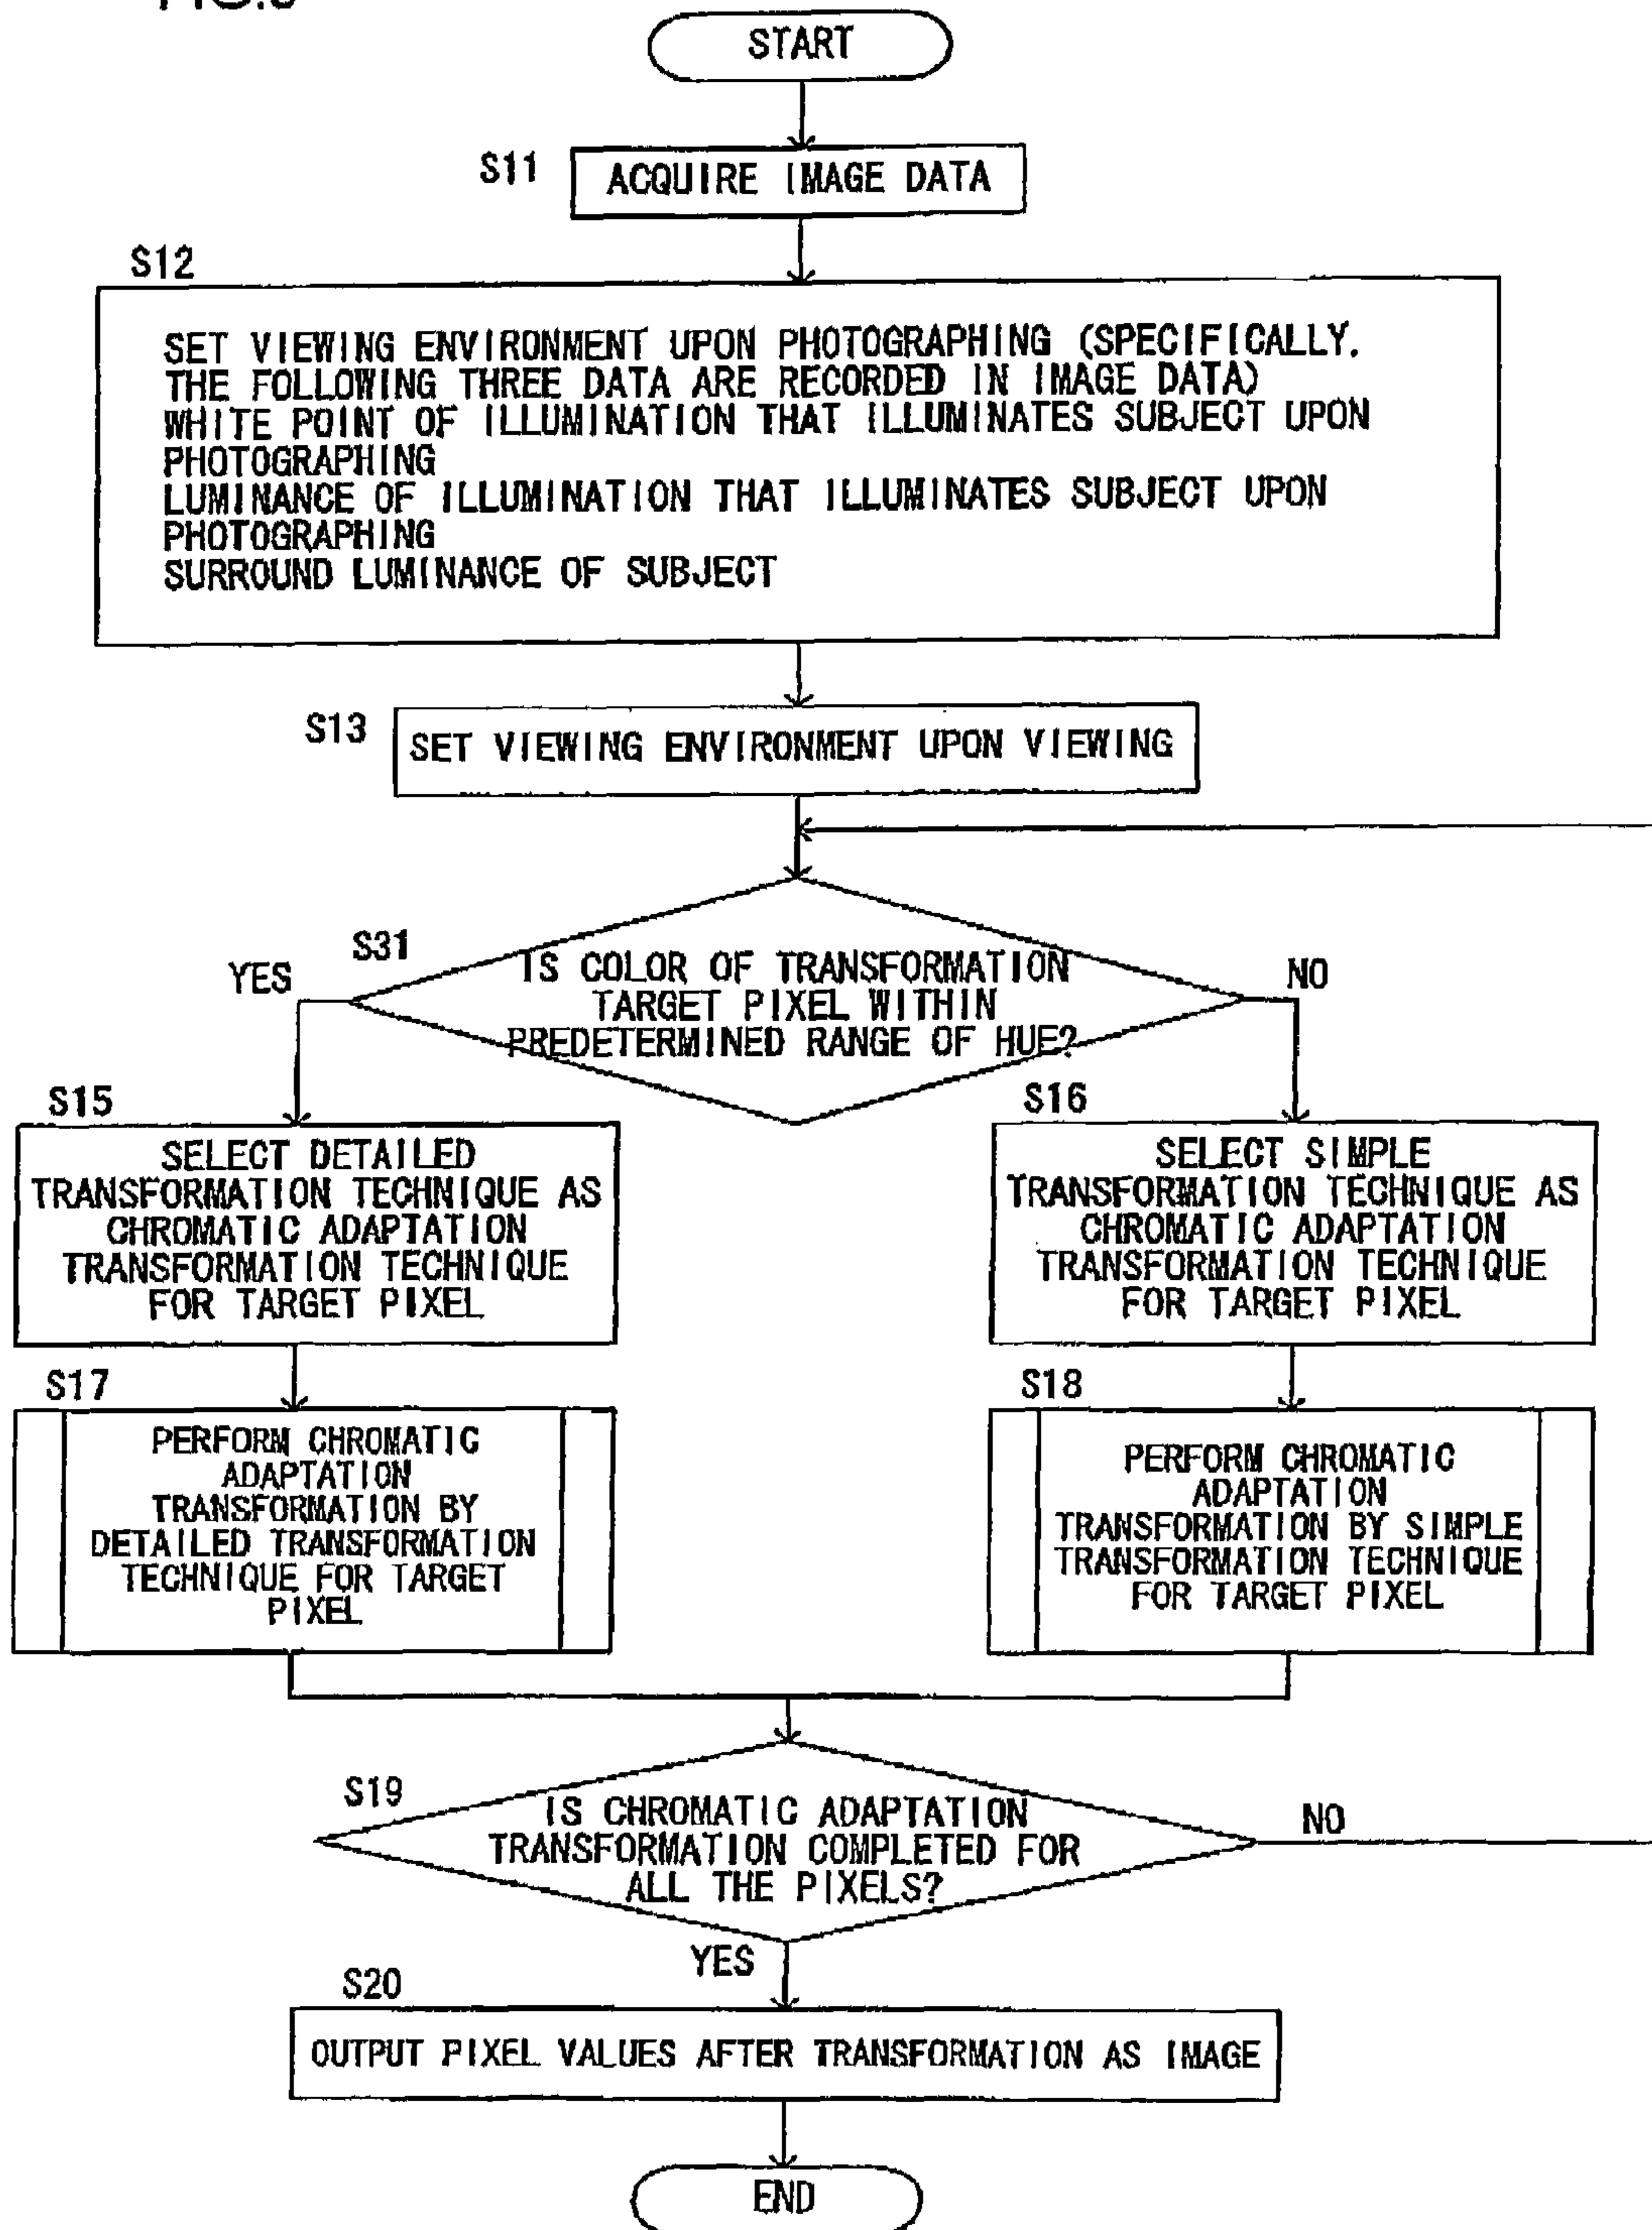 START
S11
ACQUIRE IMAGE DATA
S12
SET VIEWING ENVIRONMENT UPON PHOTOGRAPHING (SPECIFICALLY.
THE FOLLOWING THREE DATA ARE RECORDED IN IMAGE DATA)
WHITE POINT OF ILLUMINATION THAT ILLUMINATES SUBJECT UPON
PHOTOGRAPHING
LUMINANCE OF ILLUMINATION THAT ILLUMINATES SUBJECT UPON
PHOTOGRAPHING
SURROUND LUMINANCE OF SUBJECT
S13
SET VIEWING ENVIRONMENT UPON VIEWING
S31
YES
IS COLOR OF TRANSFORMATION
TARGET PIXEL WITHIN
PREDETERMINED RANGE OF HUE?
NO
S15
SELECT DETAILED
TRANSFORMATION TECHNIQUE AS
CHROMATIC ADAPTATION
TRANSFORMATION TECHNIQUE
FOR TARGET PIXEL
S16
SELECT SIMPLE
TRANSFORMATION TECHNIQUE AS
CHROMATIC ADAPTATION
TRANSFORMATION TECHNIQUE
FOR TARGET PIXEL
S17
PERFORM CHROMATIC
ADAPTATION
TRANSFORMATION BY
DETAILED TRANSFORMATION
TECHNIQUE FOR TARGET
PIXEL
S18
PERFORM CHROMATIC
ADAPTATION
TRANSFORMATION BY SIMPLE
TRANSFORMATION TECHNIQUE
FOR TARGET PIXEL
S19
IS CHROMATIC ADAPTATION
TRANSFORMATION COMPLETED FOR
ALL THE PIXELS?
NO
YES
S20
OUTPUT PIXEL VALUES AFTER TRANSFORMATION AS IMAGE
END